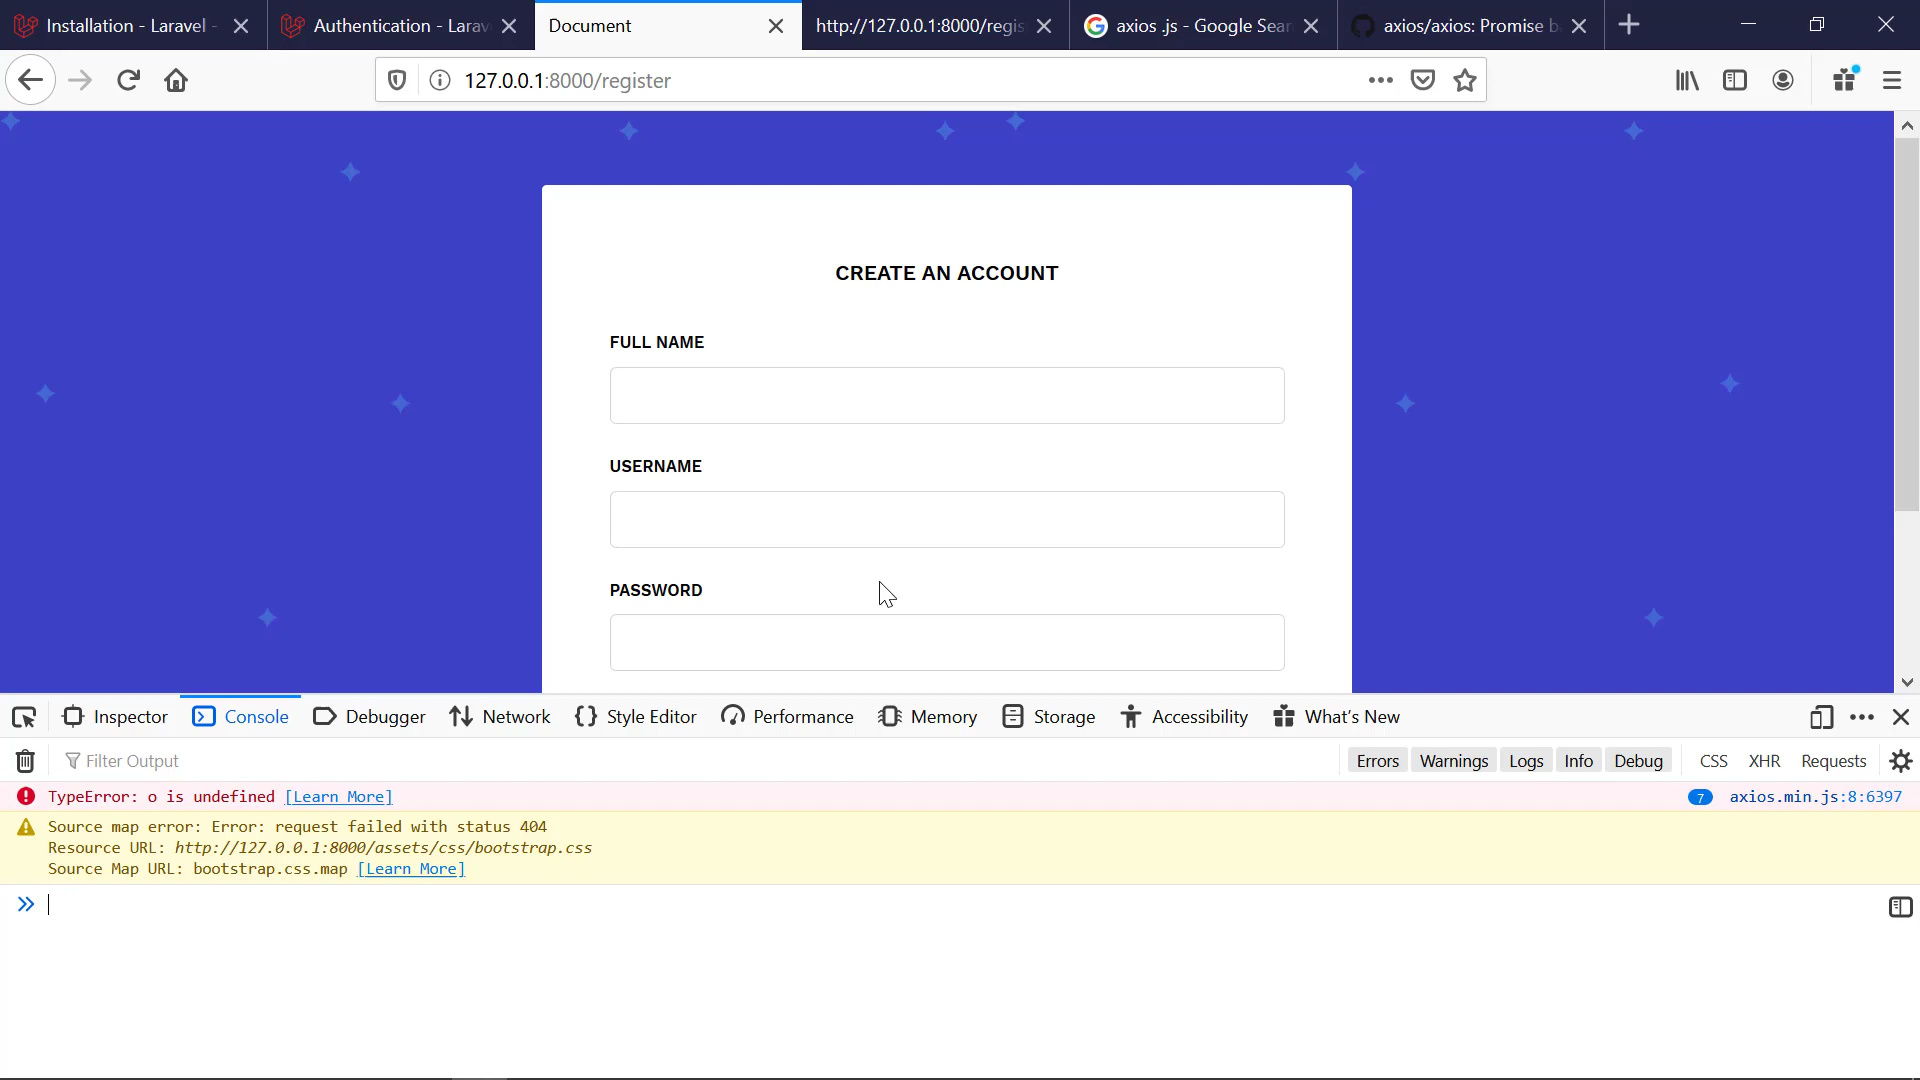 Installation - Laravel -
Authentication - Larav
Document
http://127.0.0.1:8000/regis
axios .js - Google Sear
axios/axios: Promise b
127.0.0.1:8000/register
CREATE AN ACCOUNT
FULL NAME
USERNAME
PASSWORD
Inspector
Console
Debugger
Network
Style Editor
Performance
Memory
Storage
Accessibility
What's New
Filter Output
Errors
Warnings
Logs
Info
Debug
CSS
XHR
Requests
TypeError: o is undefined [Learn More]
7 axios.min.js:8:6397
Source map error: Error: request failed with status 404
Resource URL: http://127.0.0.1:8000/assets/css/bootstrap.css
Source Map URL: bootstrap.css.map [Learn More]